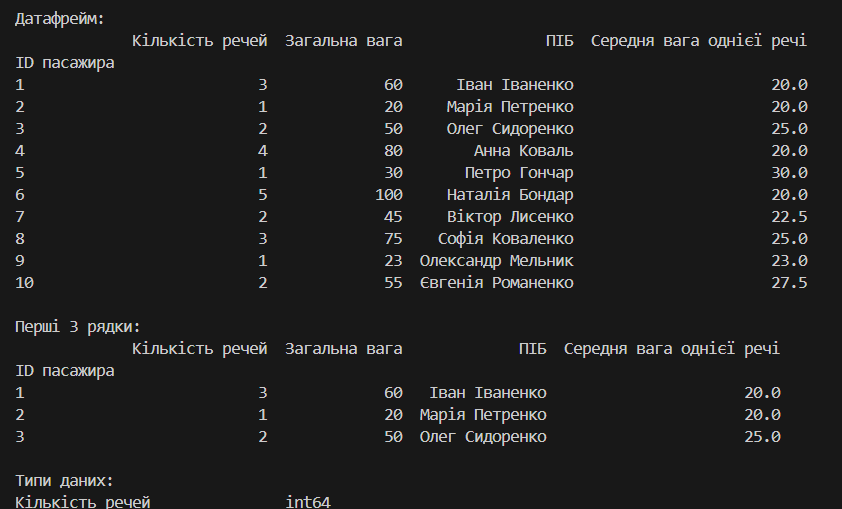 Датафрейм:
Кількість речей Загальна вага ПІБ Середня вага однієї речі
ID пасажира
1 3 60 Іван Іваненко 20.0
2 1 20 Марія Петренко 20.0
3 2 50 Олег Сидоренко 25.0
4 4 80 Анна Коваль 20.0
5 1 30 Петро Гончар 30.0
6 5 100 Наталія Бондар 20.0
7 2 45 Віктор Лисенко 22.5
8 3 75 Софія Коваленко 25.0
9 1 23 Олександр Мельник 23.0
10 2 55 Євгенія Романенко 27.5
Перші 3 рядки:
Кількість речей Загальна вага ПІБ Середня вага однієї речі
ID пасажира
1 3 60 Іван Іваненко 20.0
2 1 20 Марія Петренко 20.0
3 2 50 Олег Сидоренко 25.0
Типи даних:
Кількість речей int64